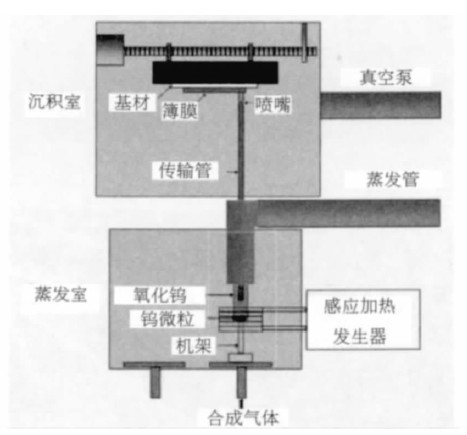 真空泵
沉积室
基材
薄膜
喷嘴
传输管
蒸发管
蒸发室
氧化钨
钨微粒
机架
感应加热
发生器
合成气体